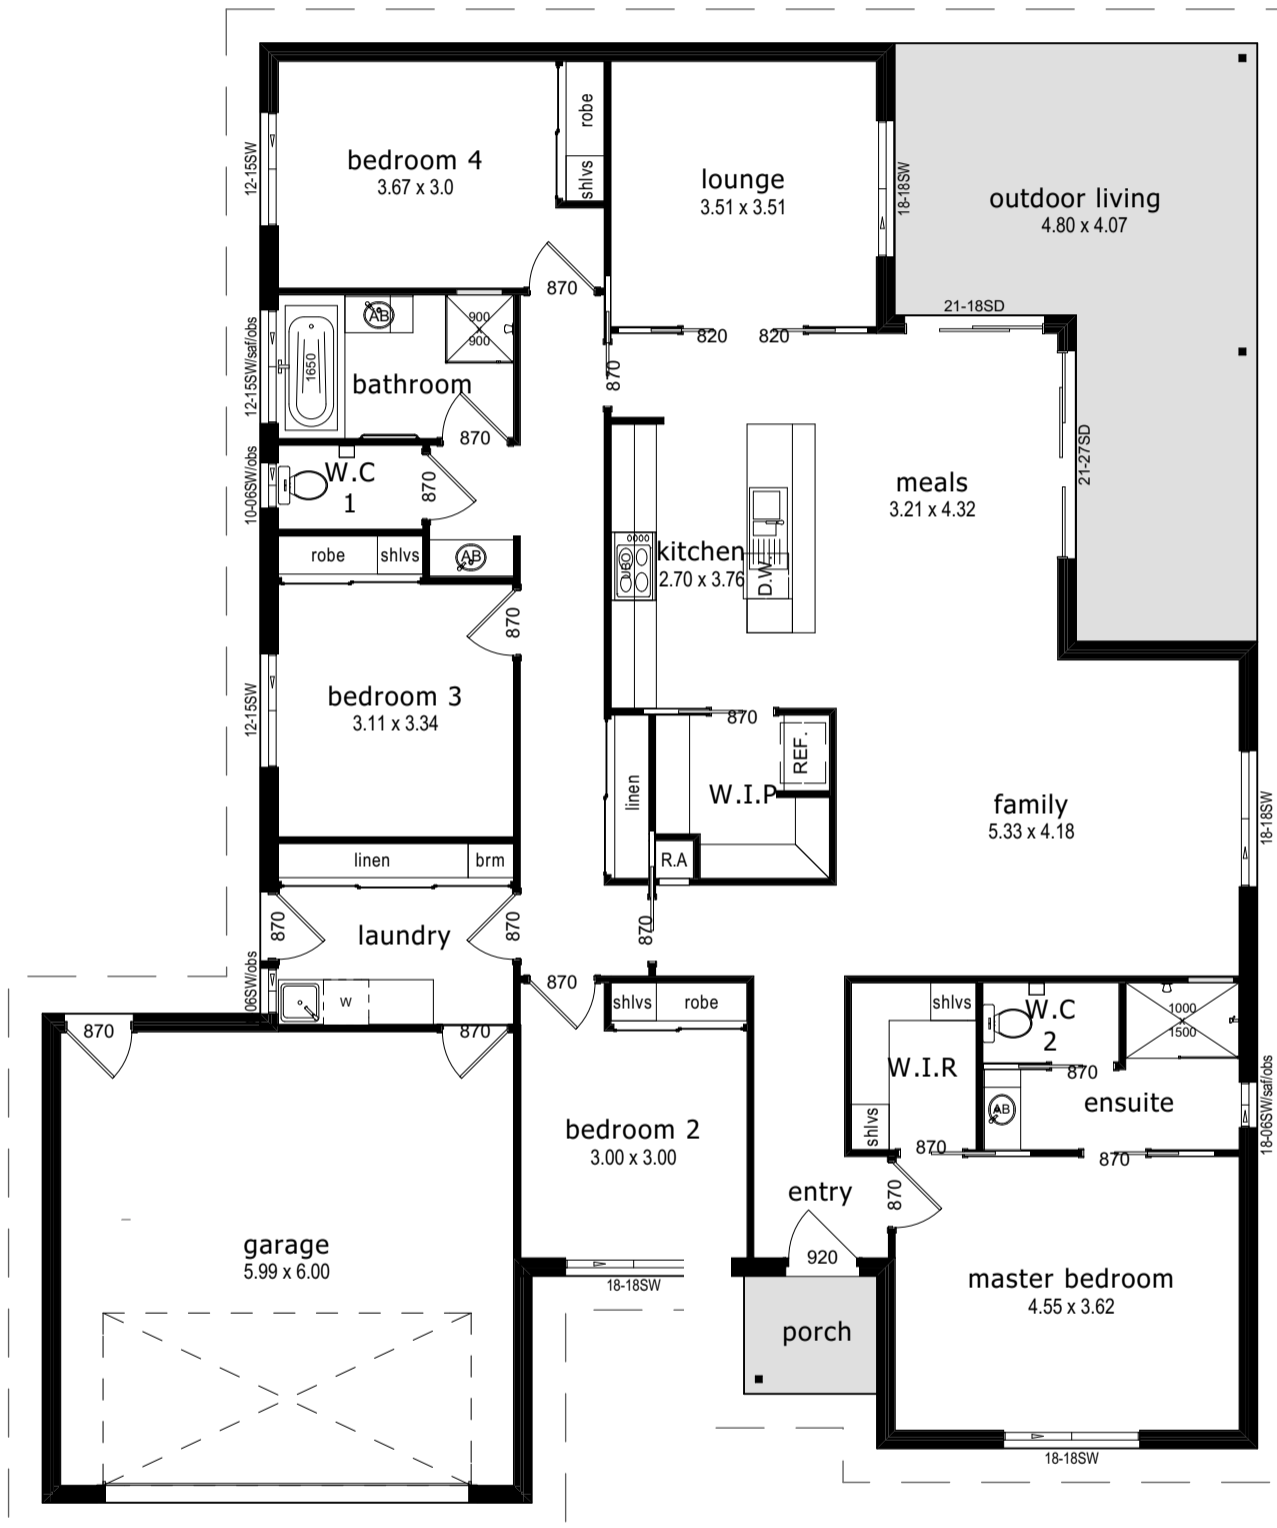 robe
shlvs
bedroom 4
3.67 x 3.0
12-15SW
870
lounge
3.51 x 3.51
18-18SW
outdoor living
4.80 x 4.07
21-18SD
820
820
870
12-15SW/saf/obs
1650
AB
900
900
bathroom
870
10-06SW/obs
W.C
1
870
AB
robe
shlvs
kitchen
2.70 x 3.76
D.W.
meals
3.21 x 4.32
21-27SD
870
bedroom 3
3.11 x 3.34
12-15SW
870
linen
W.I.P
REF.
R.A
family
5.33 x 4.18
18-18SW
linen
brm
870
laundry
870
870
06SW/obs
w
870
shlvs
robe
870
870
shlvs
W.I.R
shlvs
W.C
2
1000
1500
870
AB
ensuite
18-06SW/saf/obs
870
870
bedroom 2
3.00 x 3.00
18-18SW
entry
870
920
garage
5.99 x 6.00
porch
master bedroom
4.55 x 3.62
18-18SW